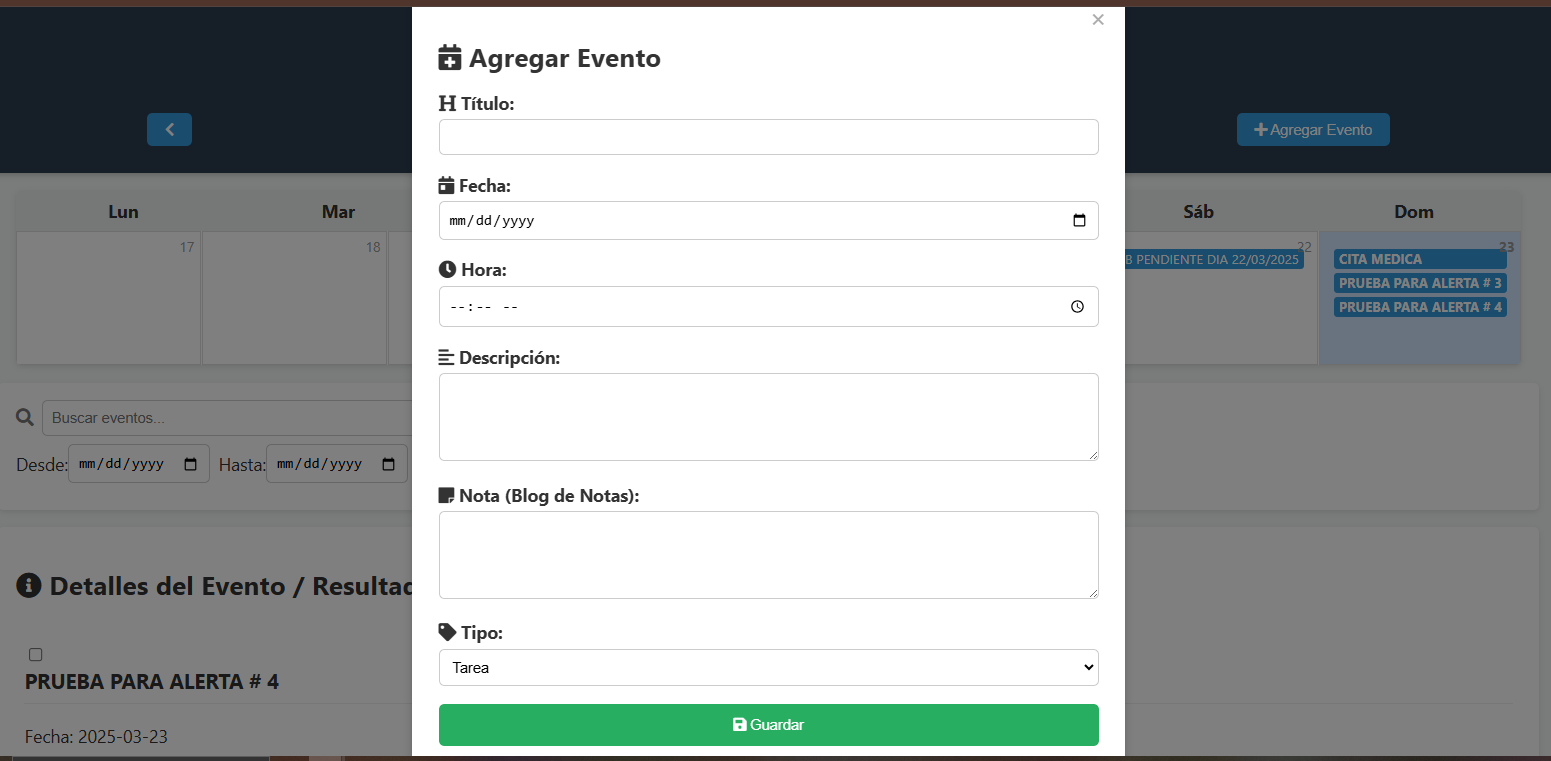 ×
Agregar Evento
Título:
Fecha:
mm/dd/yyyy
Hora:
--:-- --
Descripción:
Nota (Blog de Notas):
Tipo:
Tarea
Guardar
Agregar Evento
Lun
Mar
Sáb
Dom
17
18
22
23
B PENDIENTE DIA 22/03/2025
CITA MEDICA
PRUEBA PARA ALERTA # 3
PRUEBA PARA ALERTA # 4
Buscar eventos...
Desde: mm/dd/yyyy Hasta: mm/dd/yyyy
Detalles del Evento / Resultad
PRUEBA PARA ALERTA # 4
Fecha: 2025-03-23